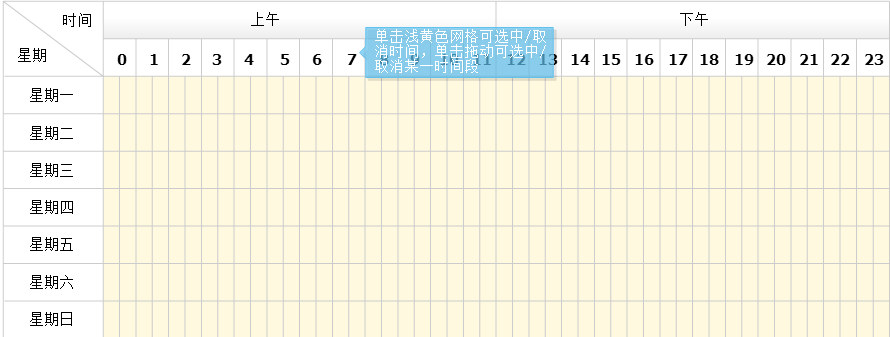 时间 上午 下午
单击浅黄色网格可选中/取
消时间，单击拖动可选中/
取消某一时间段
星期 0 1 2 3 4 5 6 7 8 9 10 11 12 13 14 15 16 17 18 19 20 21 22 23
星期一
星期二
星期三
星期四
星期五
星期六
星期日